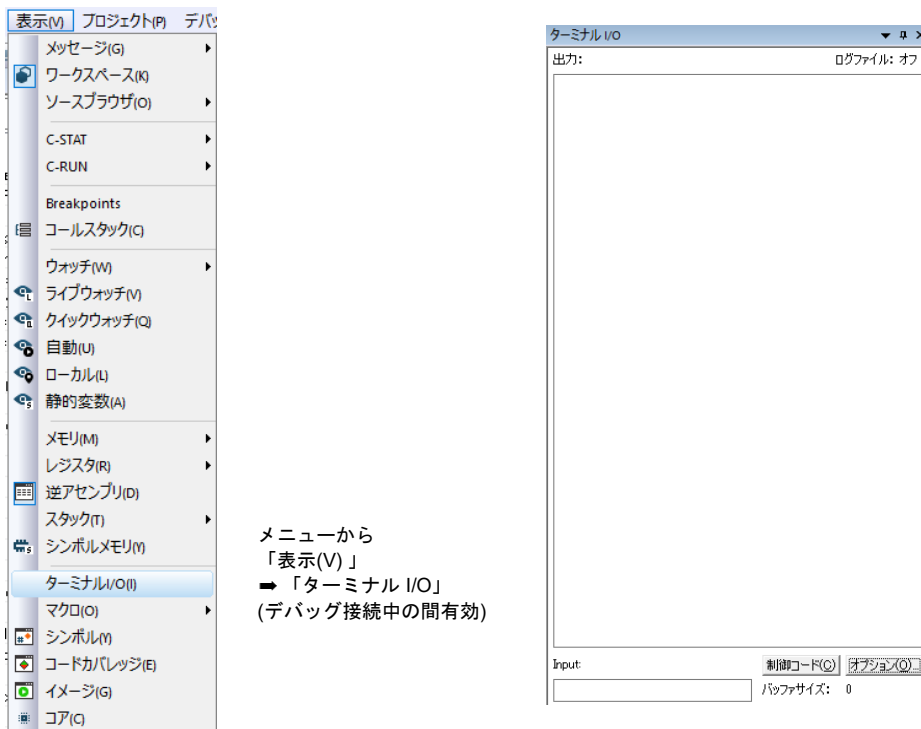 表示(V) プロジェクト(P) デバッ
メッセージ(G)
ワークスペース(K)
ソースブラウザ(O)
C-STAT
C-RUN
Breakpoints
コールスタック(C)
ウォッチ(W)
ライブウォッチ(V)
クイックウォッチ(Q)
自動(U)
ローカル(L)
静的変数(A)
メモリ(M)
レジスタ(R)
逆アセンブリ(D)
スタック(T)
シンボルメモリ(Y)
ターミナルI/O(I)
マクロ(O)
シンボル(Y)
コードカバレッジ(E)
イメージ(G)
コア(C)
メニューから
「表示(V) 」
➡ 「ターミナル I/O」
(デバッグ接続中の間有効)
ターミナル I/O
出力: ログファイル: オフ
Input: 制御コード(C) オプション(O)...
バッファサイズ: 0